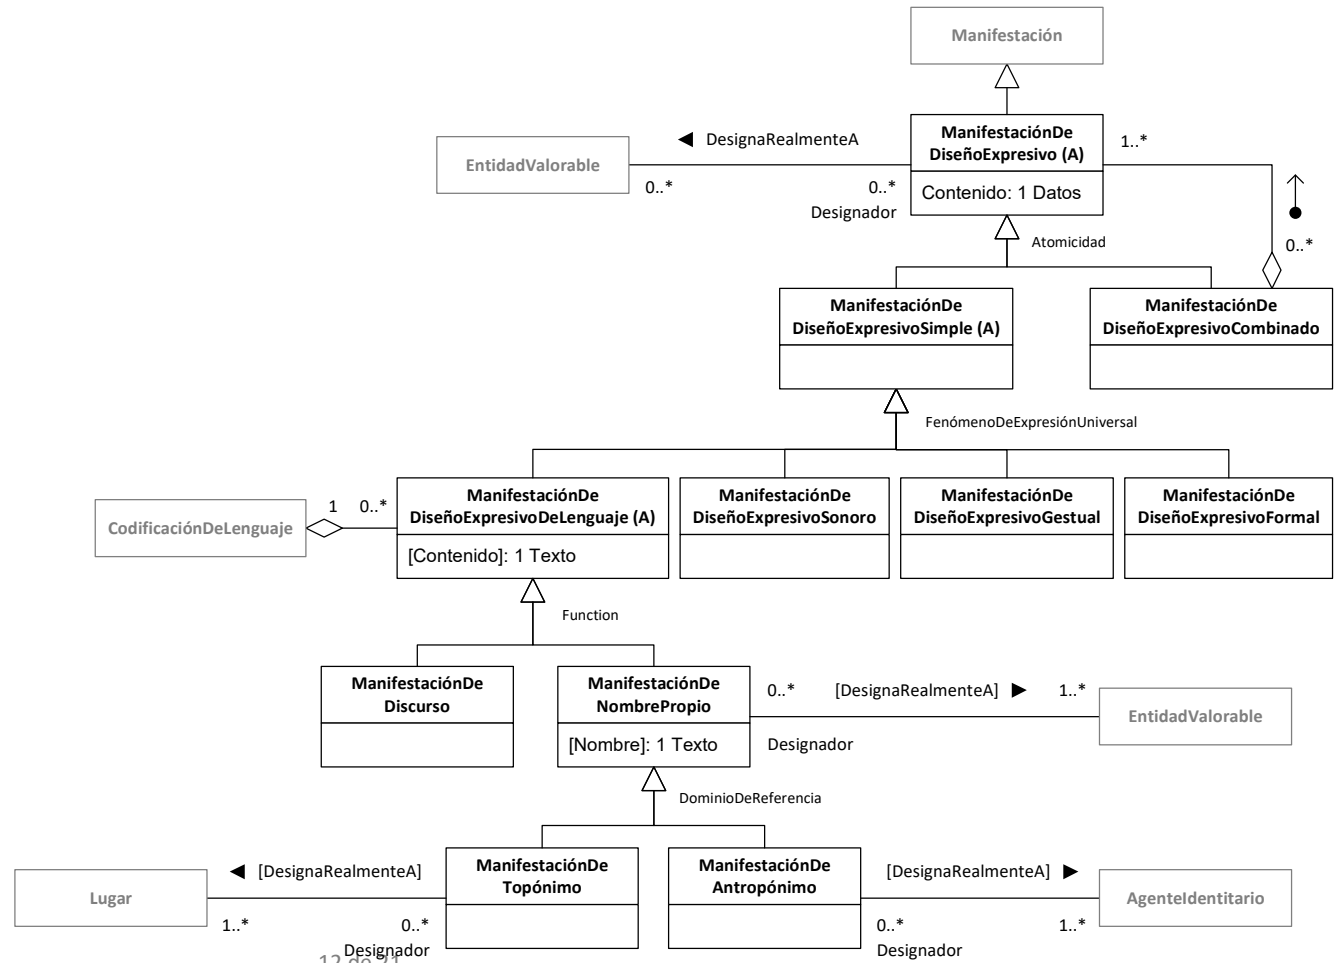 Manifestación
ManifestaciónDe
DiseñoExpresivo (A)
Contenido: 1 Datos
DesignaRealmenteA
EntidadValorable
0..*
0..*
Designador
1..*
0..*
Atomicidad
ManifestaciónDe
DiseñoExpresivoSimple (A)
ManifestaciónDe
DiseñoExpresivoCombinado
FenómenoDeExpresiónUniversal
CodificaciónDeLenguaje
1
0..*
ManifestaciónDe
DiseñoExpresivoDeLenguaje (A)
[Contenido]: 1 Texto
ManifestaciónDe
DiseñoExpresivoSonoro
ManifestaciónDe
DiseñoExpresivoGestual
ManifestaciónDe
DiseñoExpresivoFormal
Function
ManifestaciónDe
Discurso
ManifestaciónDe
NombrePropio
[Nombre]: 1 Texto
0..*
[DesignaRealmenteA]
1..*
Designador
EntidadValorable
DominioDeReferencia
Lugar
[DesignaRealmenteA]
1..*
0..*
Designador
ManifestaciónDe
Topónimo
ManifestaciónDe
Antropónimo
[DesignaRealmenteA]
0..*
1..*
Designador
AgenteIdentitario
12 de 21